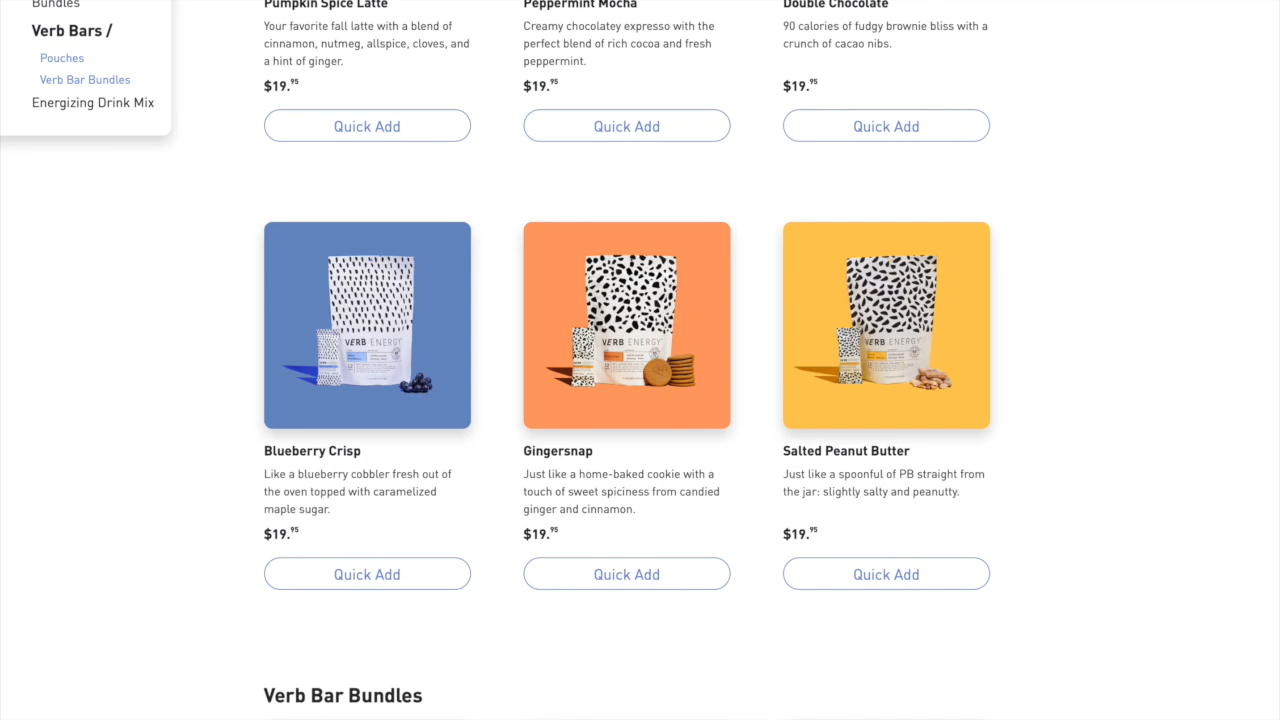 Bundles
Verb Bars /
Pouches
Verb Bar Bundles
Energizing Drink Mix
Pumpkin Spice Latte
Your favorite fall latte with a blend of
cinnamon, nutmeg, allspice, cloves, and
a hint of ginger.
$19.95
Quick Add
Peppermint Mocha
Creamy chocolatey expresso with the
perfect blend of rich cocoa and fresh
peppermint.
$19.95
Quick Add
Double Chocolate
90 calories of fudgy brownie bliss with a
crunch of cacao nibs.
$19.95
Quick Add
VERB ENERGY
VERB ENERGY
VERB ENERGY
Blueberry Crisp
Like a blueberry cobbler fresh out of
the oven topped with caramelized
maple sugar.
$19.95
Quick Add
Gingersnap
Just like a home-baked cookie with a
touch of sweet spiciness from candied
ginger and cinnamon.
$19.95
Quick Add
Salted Peanut Butter
Just like a spoonful of PB straight from
the jar: slightly salty and peanutty.
$19.95
Quick Add
Verb Bar Bundles